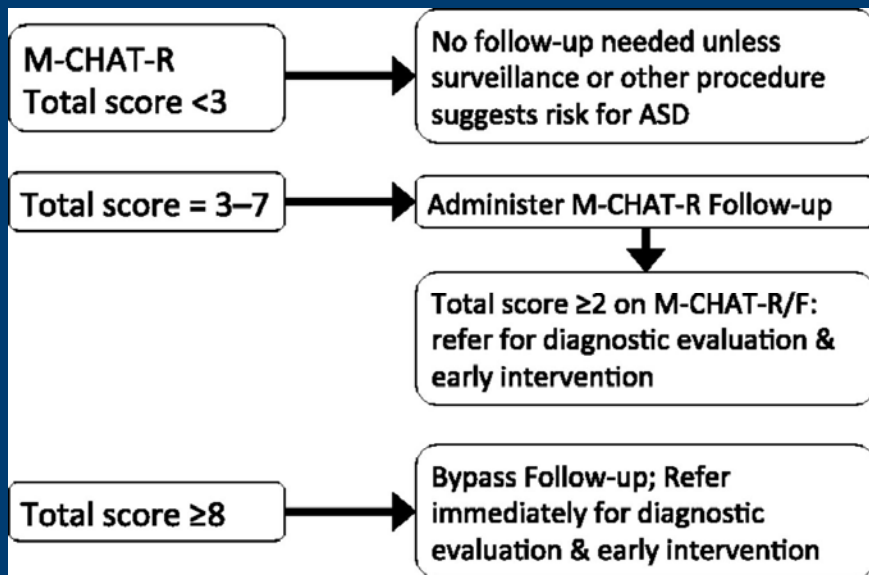 M-CHAT-R
Total score <3
No follow-up needed unless
surveillance or other procedure
suggests risk for ASD
Total score = 3–7
Administer M-CHAT-R Follow-up
Total score ≥2 on M-CHAT-R/F:
refer for diagnostic evaluation &
early intervention
Total score ≥8
Bypass Follow-up; Refer
immediately for diagnostic
evaluation & early intervention